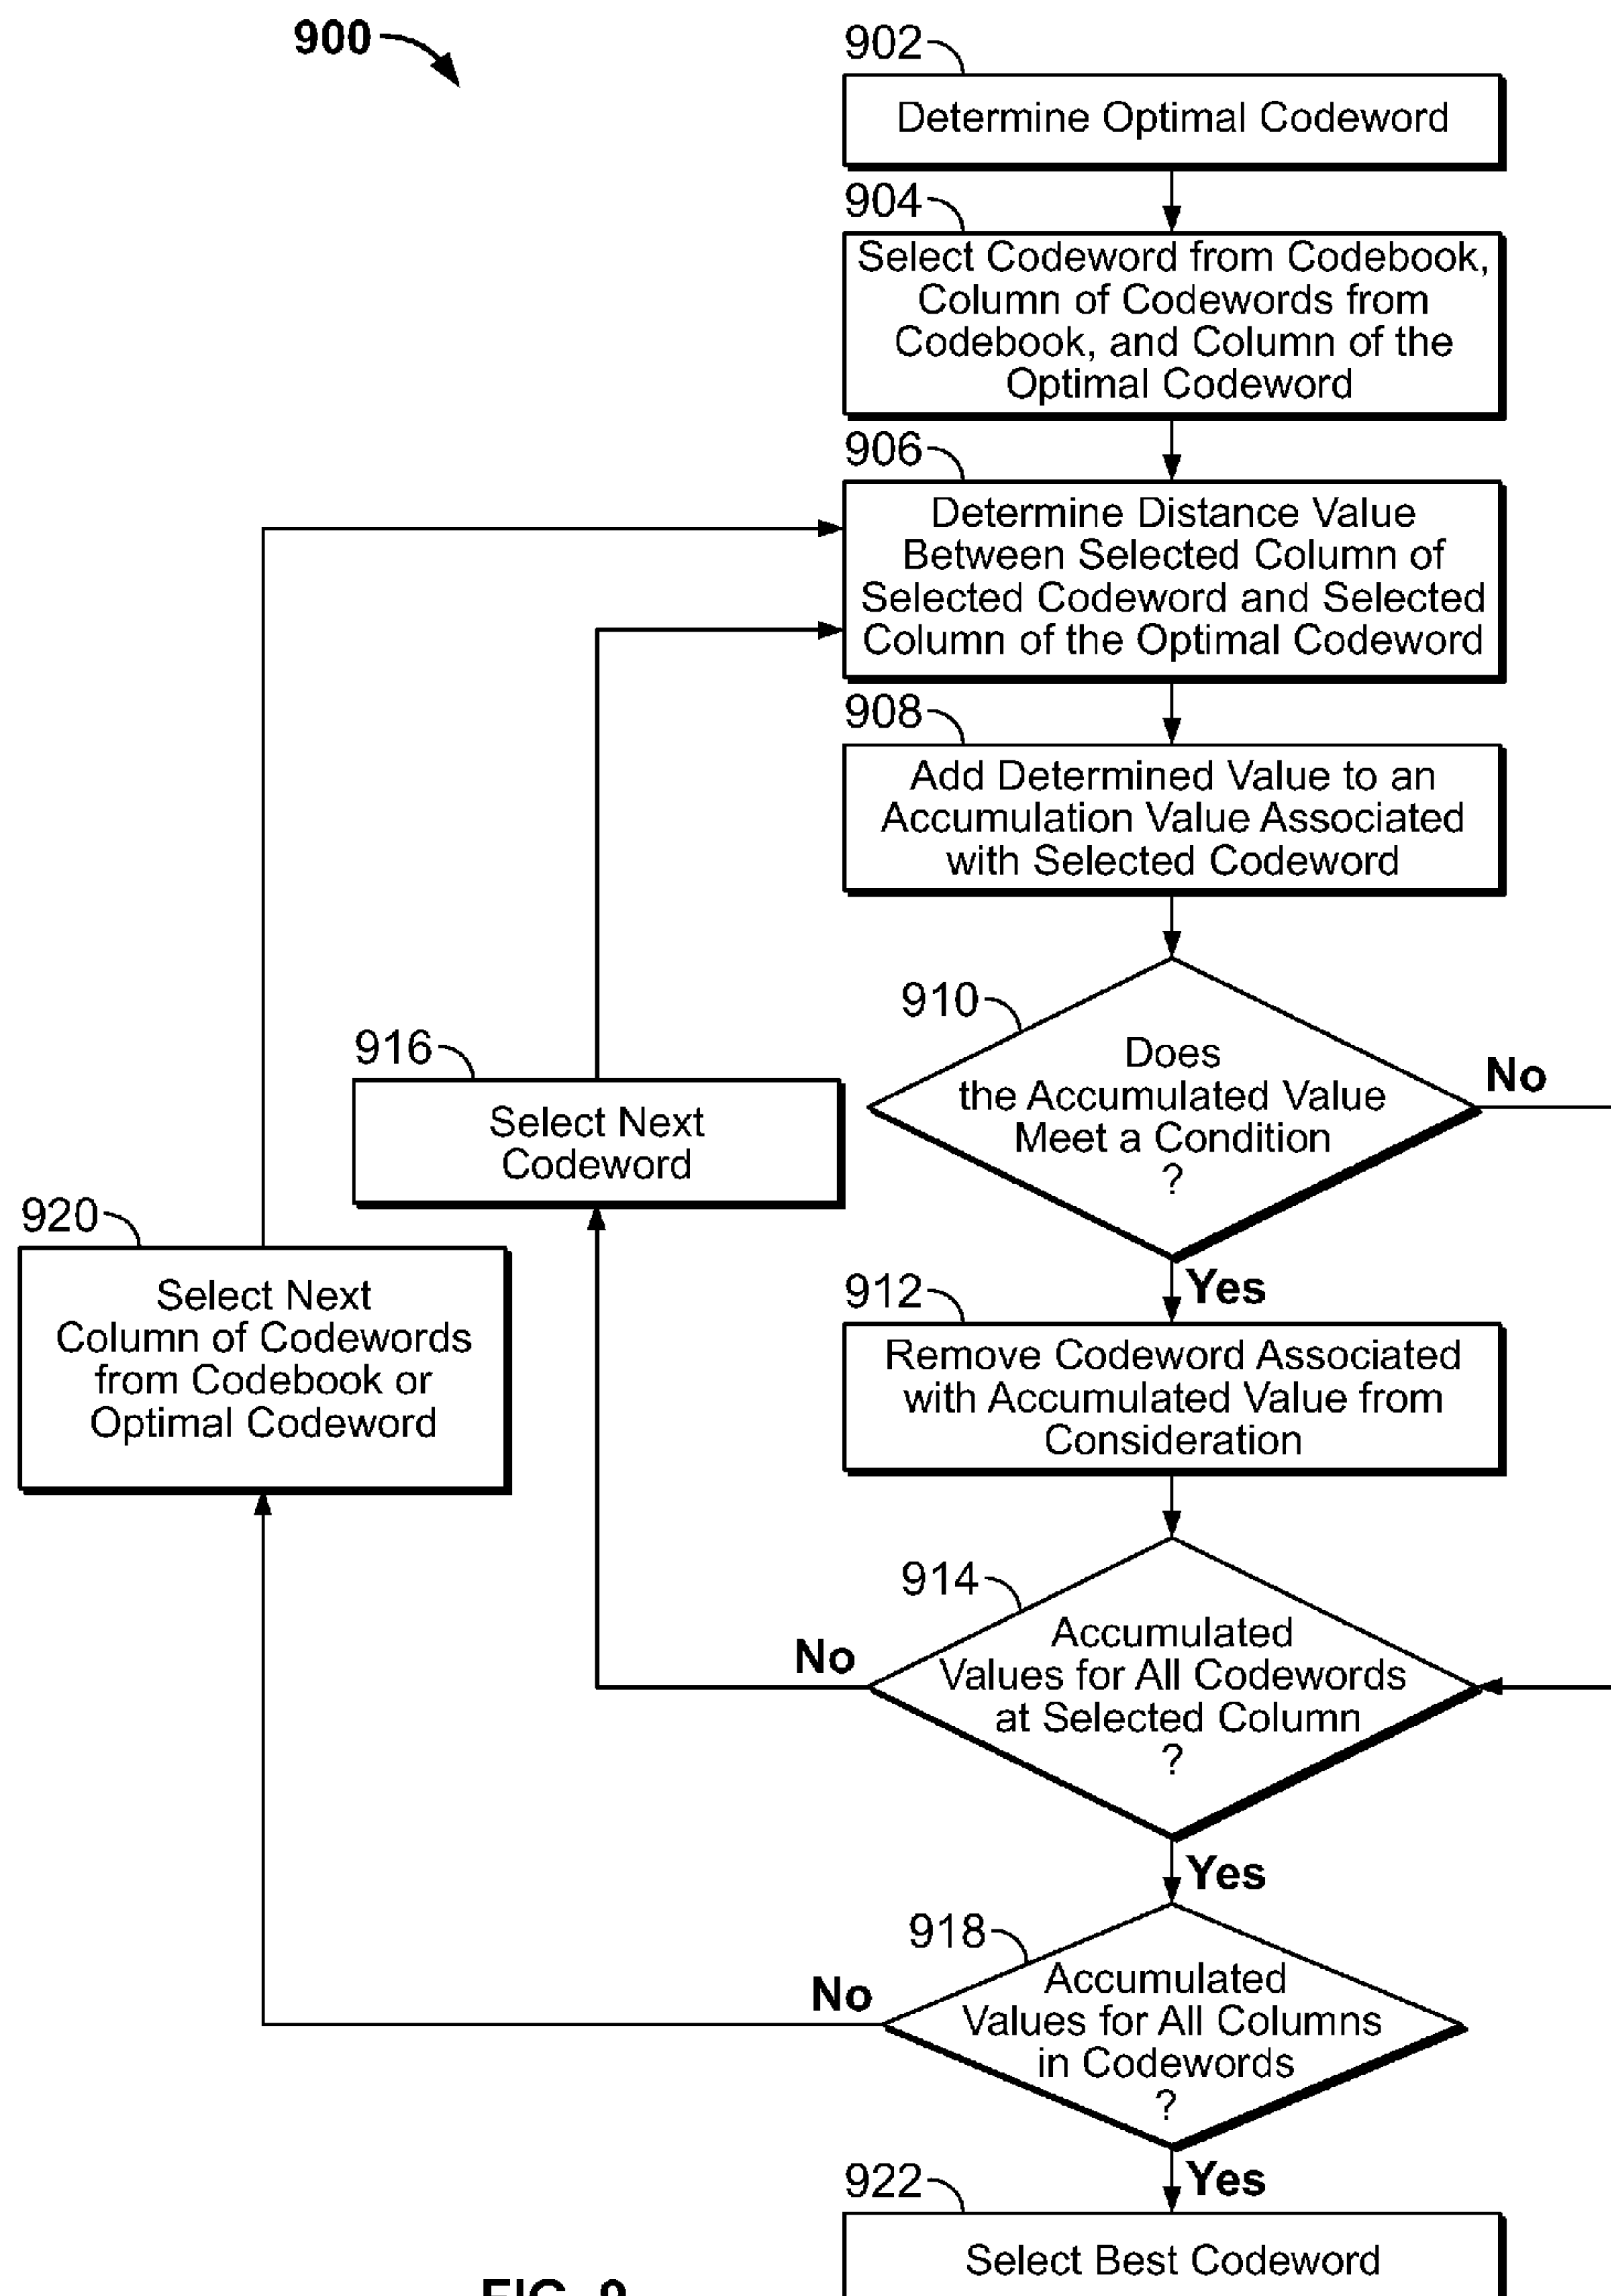 900
902
Determine Optimal Codeword
904
Select Codeword from Codebook,
Column of Codewords from
Codebook, and Column of the
Optimal Codeword
906
Determine Distance Value
Between Selected Column of
Selected Codeword and Selected
Column of the Optimal Codeword
908
Add Determined Value to an
Accumulation Value Associated
with Selected Codeword
910
Does
the Accumulated Value
Meet a Condition
?
No
Yes
916
Select Next
Codeword
920
Select Next
Column of Codewords
from Codebook or
Optimal Codeword
912
Remove Codeword Associated
with Accumulated Value from
Consideration
914
Accumulated
Values for All Codewords
at Selected Column
?
No
Yes
918
Accumulated
Values for All Columns
in Codewords
?
No
Yes
922
Select Best Codeword
FIG. 9